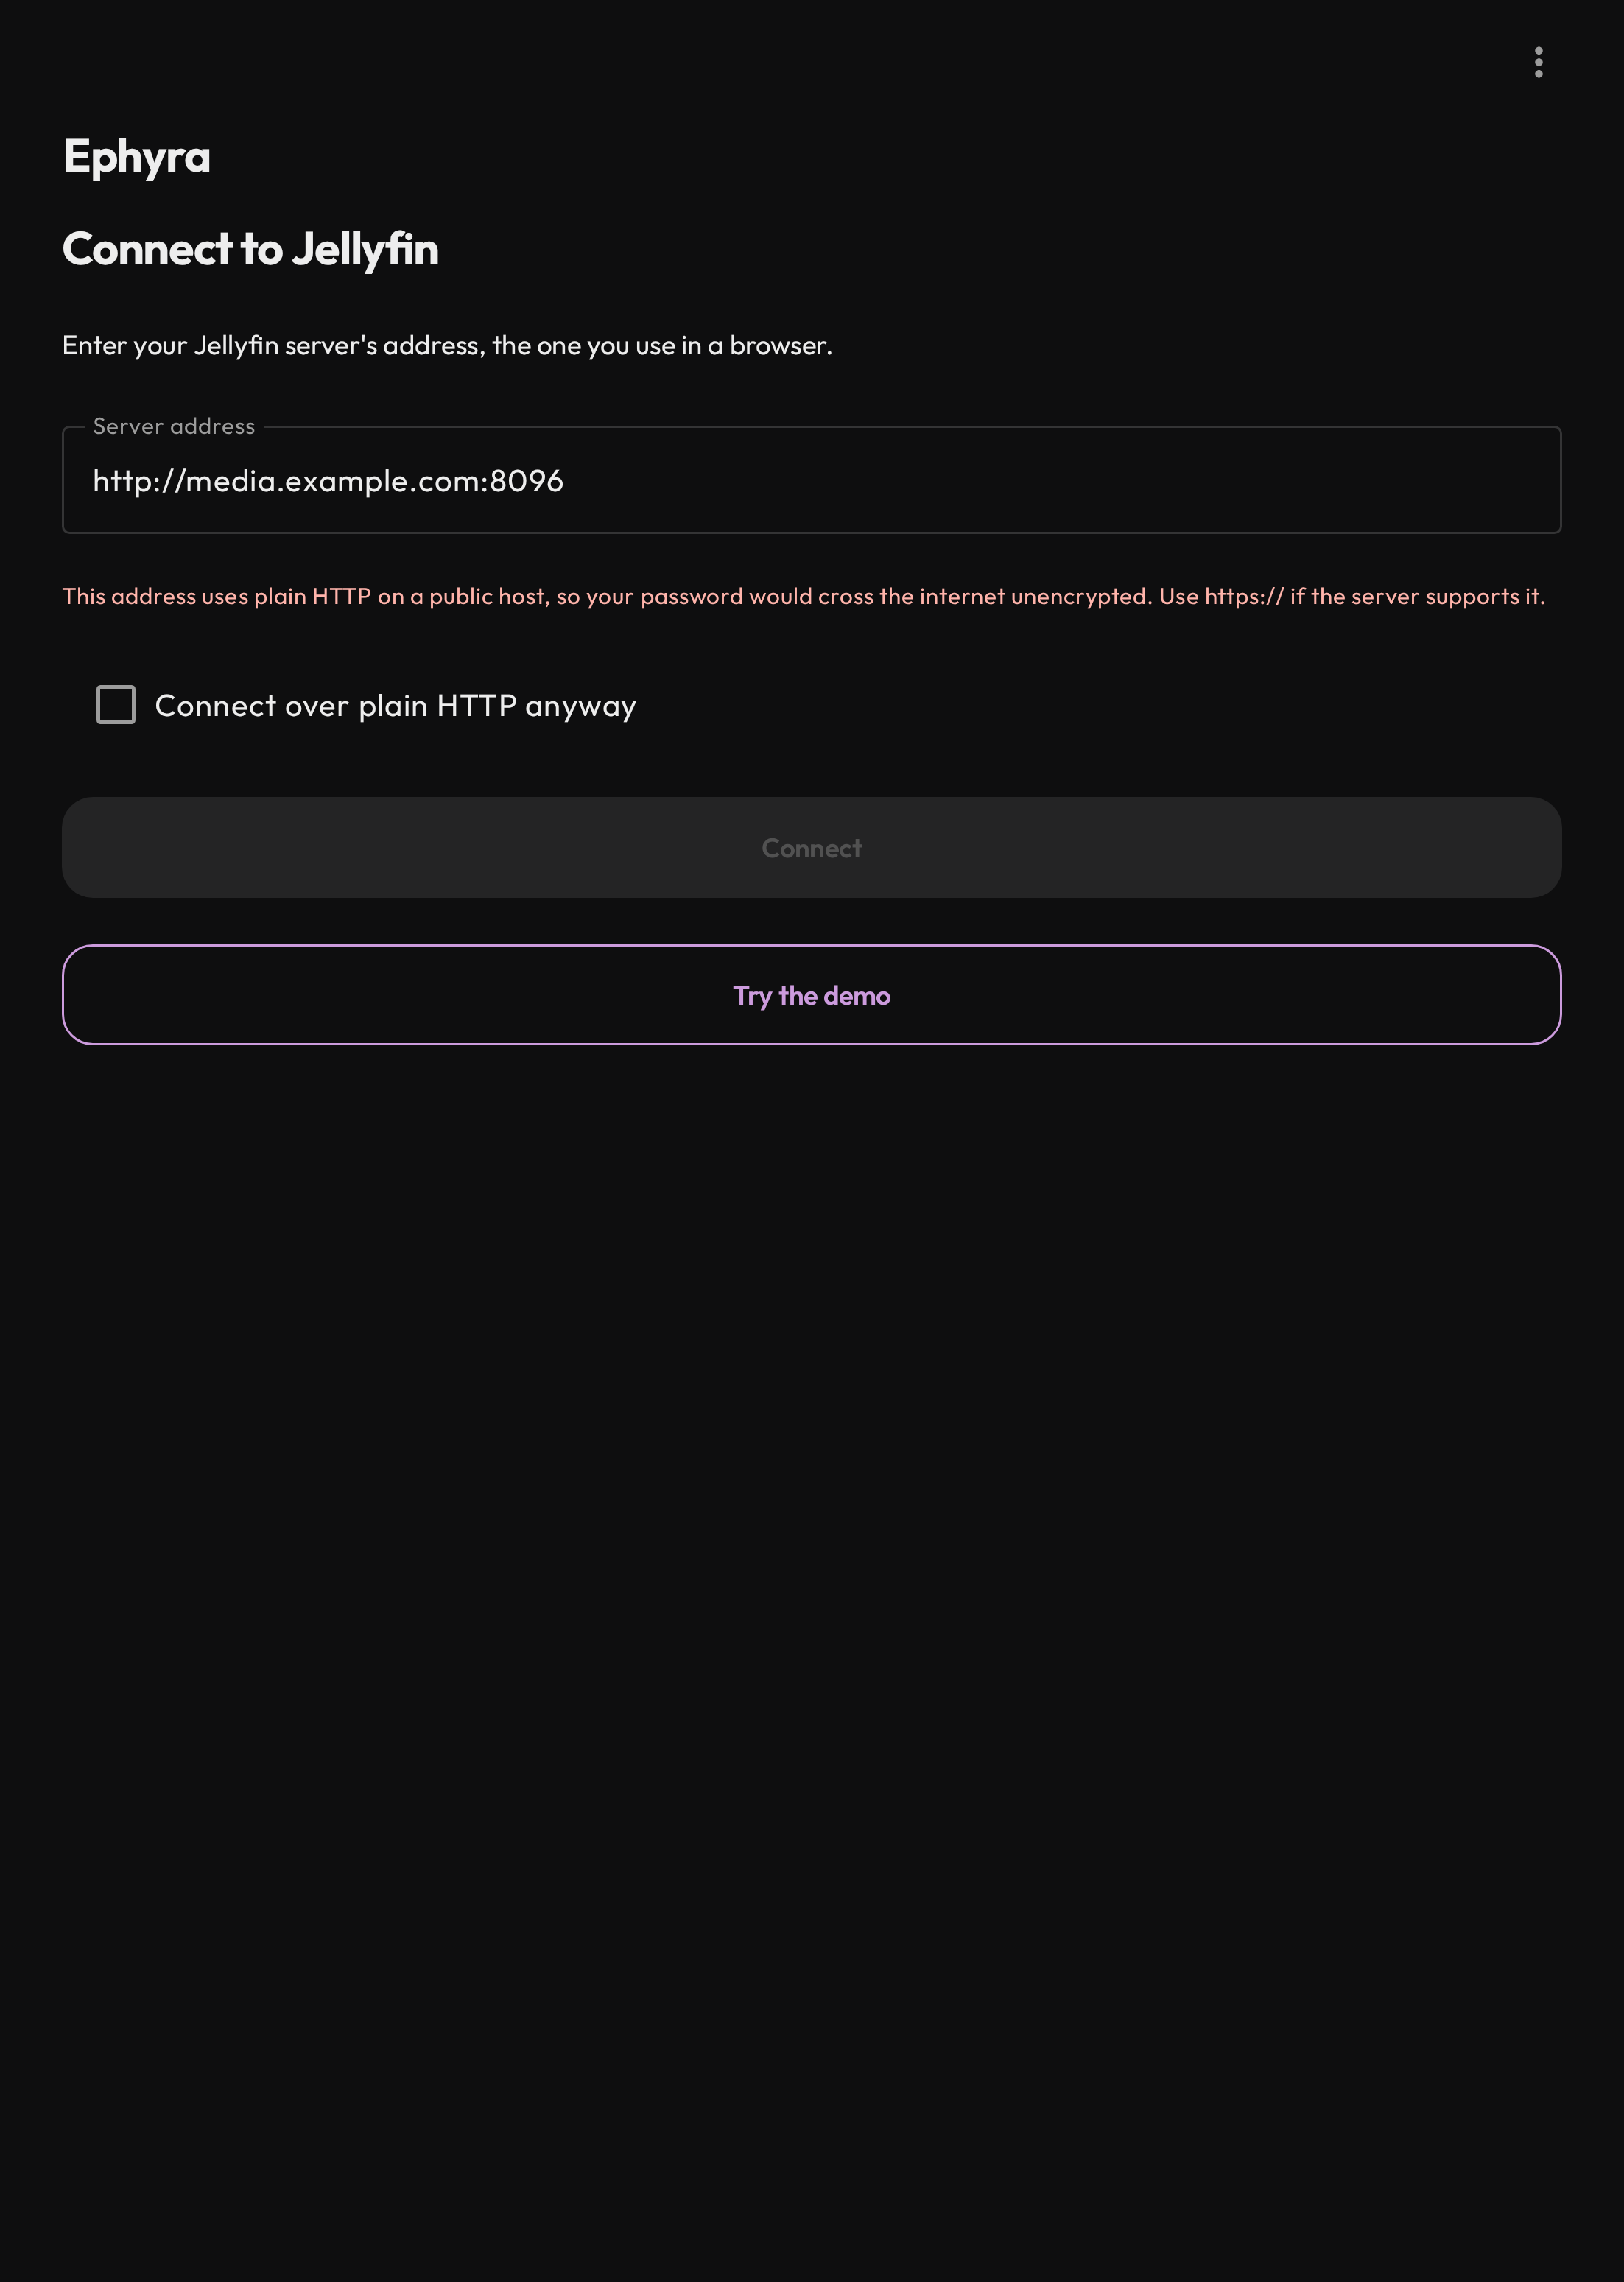 Ephyra
Connect to Jellyfin
Enter your Jellyfin server's address, the one you use in a browser.
Server address
http://media.example.com:8096
This address uses plain HTTP on a public host, so your password would cross the internet unencrypted. Use https:// if the server supports it.
Connect over plain HTTP anyway
Connect
Try the demo